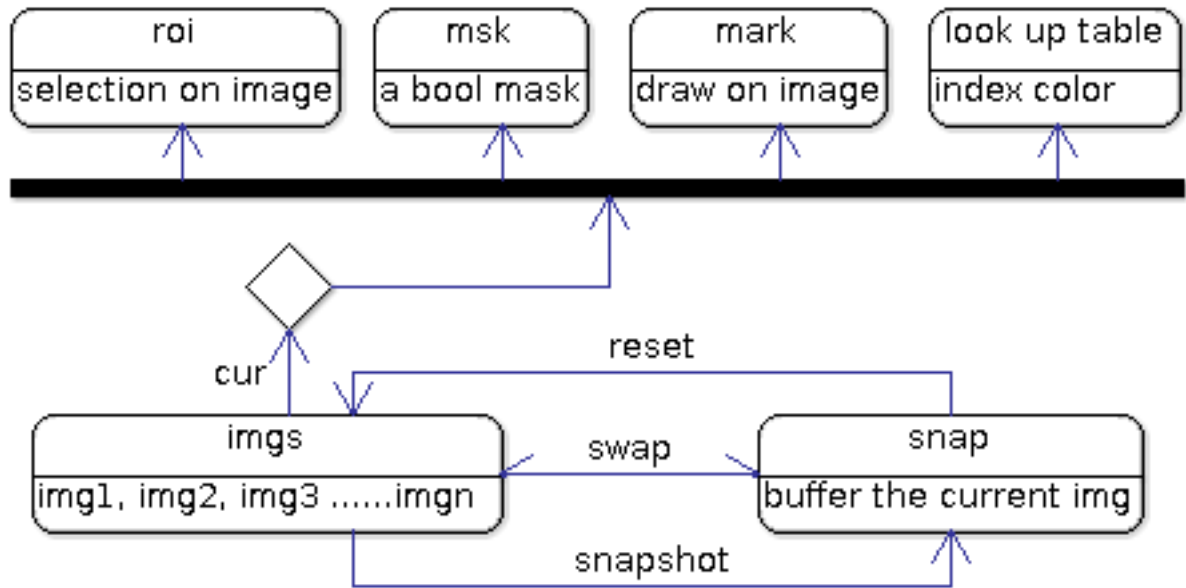 roi
selection on image
msk
a bool mask
mark
draw on image
look up table
index color
cur
reset
imgs
img1, img2, img3 ......imgn
swap
snap
buffer the current img
snapshot